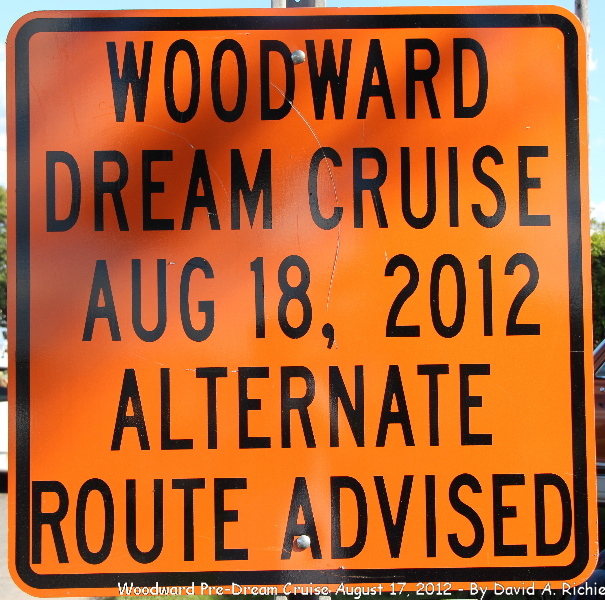 WOODWARD
DREAM CRUISE
AUG 18, 2012
ALTERNATE
ROUTE ADVISED
Woodward Pre-Dream Cruise August 17, 2012 - By David A. Richie